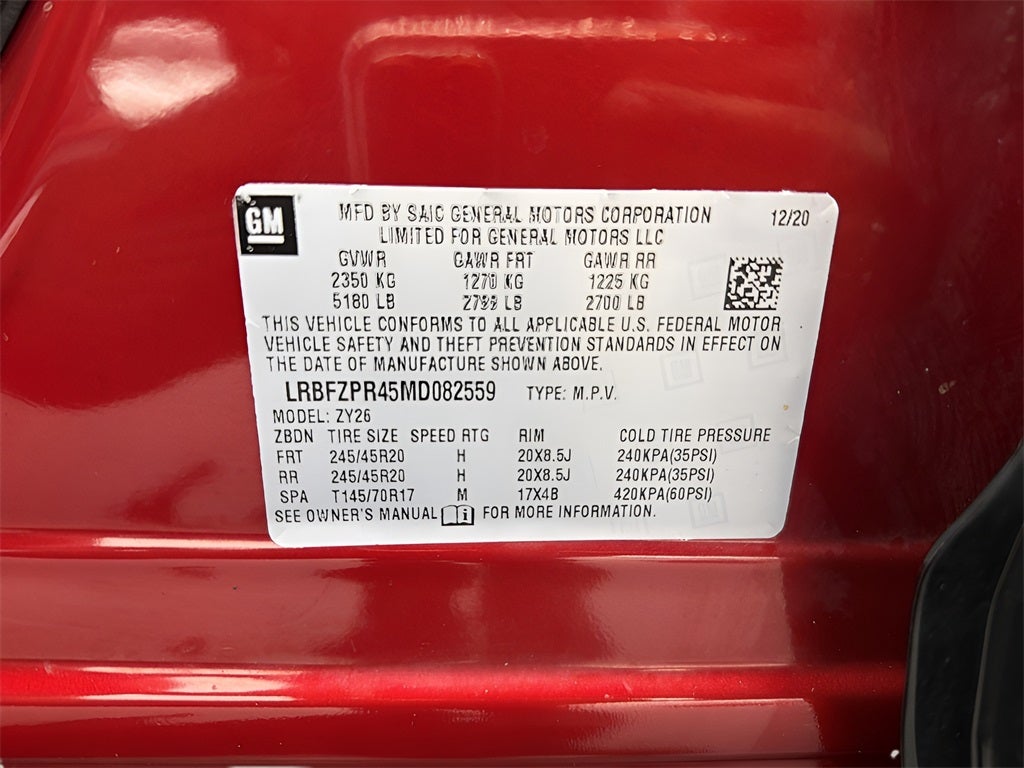 GM
MFD BY SAIC GENERAL MOTORS CORPORATION 12/20
LIMITED FOR GENERAL MOTORS LLC
GVWR GAWR FRT GAWR RR
2350 KG 1270 KG 1225 KG
5180 LB 2799 LB 2700 LB
THIS VEHICLE CONFORMS TO ALL APPLICABLE U.S. FEDERAL MOTOR
VEHICLE SAFETY AND THEFT PREVENTION STANDARDS IN EFFECT ON
THE DATE OF MANUFACTURE SHOWN ABOVE.
LRBFZPR45MD082559 TYPE: M.P.V.
MODEL: ZY26
ZBDN TIRE SIZE SPEED RTG RIM COLD TIRE PRESSURE
FRT 245/45R20 H 20X8.5J 240KPA(35PSI)
RR 245/45R20 H 20X8.5J 240KPA(35PSI)
SPA T145/70R17 M 17X4B 420KPA(60PSI)
SEE OWNER'S MANUAL FOR MORE INFORMATION.